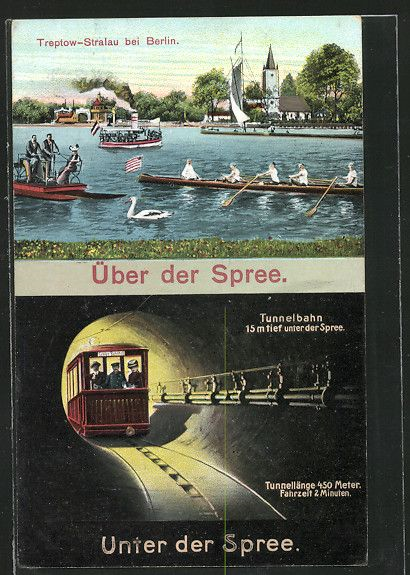 Treptow-Stralau bei Berlin.
Über der Spree.
Tunnelbahn
15 m tief unter der Spree.
Tunnellänge 450 Meter.
Fahrzeit 2 Minuten.
Unter der Spree.